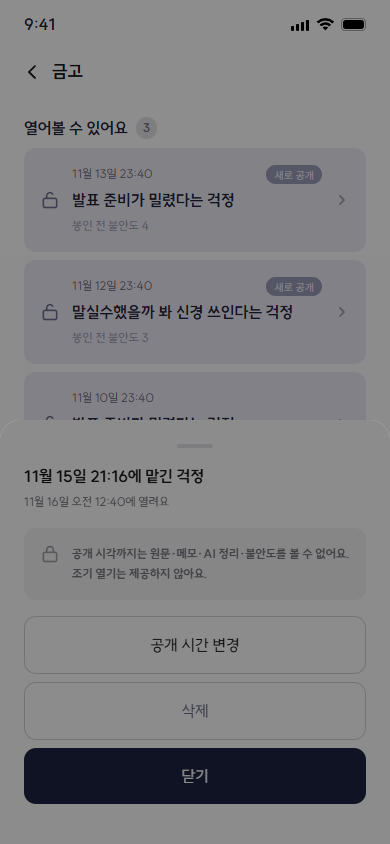 9:41
금고
열어볼 수 있어요 3
11월 13일 23:40
새로 공개
발표 준비가 밀렸다는 걱정
봉인 전 불안도 4
11월 12일 23:40
새로 공개
말실수했을까 봐 신경 쓰인다는 걱정
봉인 전 불안도 3
11월 10일 23:40
11월 15일 21:16에 맡긴 걱정
11월 16일 오전 12:40에 열려요
공개 시각까지는 원문·메모·AI 정리·불안도를 볼 수 없어요.
조기 열기는 제공하지 않아요.
공개 시간 변경
삭제
닫기